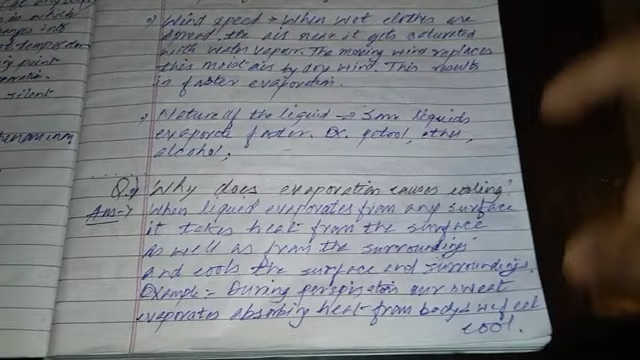 Wind speed → When wet clothes are
spread the air near it gets saturated
with water vapour. The moving wind replaces
this moist air by dry wind. This results
in faster evaporation.
Nature of the liquid → Some liquids
evaporate faster. Ex. petrol, ether,
alcohol,
Q. Why does evaporation causes cooling?
Ans → When liquid evaporates from any surface
it takes heat from the surface
as well as from the surroundings
and cools the surface and surroundings.
Example = During perspiration our sweat
evaporates absorbing heat from body & we feel
cool.
which
into
point
silent